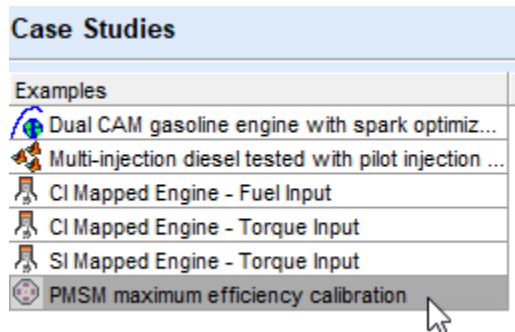 Case Studies
Examples
Dual CAM gasoline engine with spark optimiz...
Multi-injection diesel tested with pilot injection ...
CI Mapped Engine - Fuel Input
CI Mapped Engine - Torque Input
SI Mapped Engine - Torque Input
PMSM maximum efficiency calibration